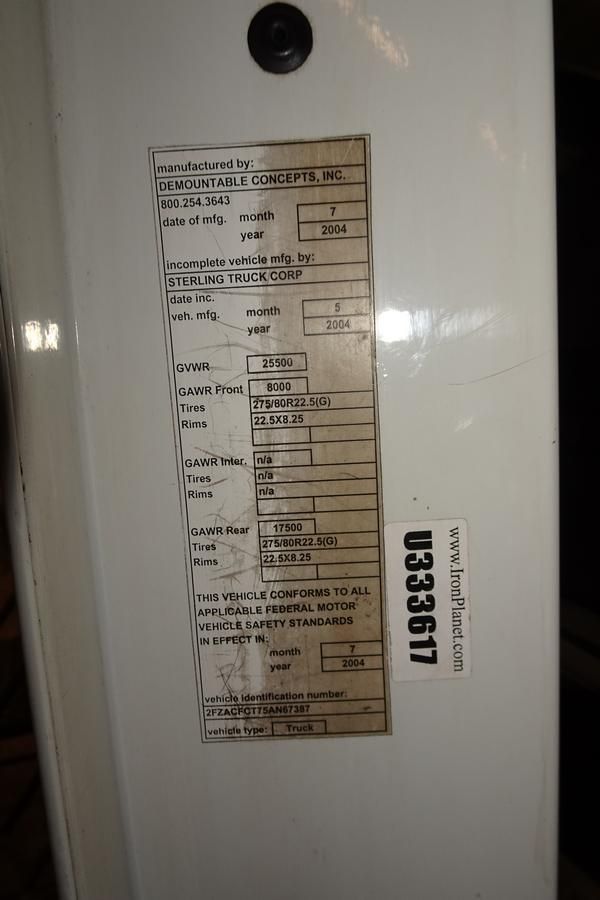 manufactured by:
DEMOUNTABLE CONCEPTS, INC.
800.254.3643
date of mfg. month 7
year 2004
incomplete vehicle mfg. by:
STERLING TRUCK CORP
date inc.
veh. mfg. month 5
year 2004
GVWR 25500
GAWR Front 8000
Tires 275/80R22.5(G)
Rims 22.5X8.25
GAWR Inter. n/a
Tires n/a
Rims n/a
GAWR Rear 17500
Tires 275/80R22.5(G)
Rims 22.5X8.25
THIS VEHICLE CONFORMS TO ALL
APPLICABLE FEDERAL MOTOR
VEHICLE SAFETY STANDARDS
IN EFFECT IN:
month 7
year 2004
vehicle identification number:
2FZACFCT75AN67387
vehicle type: Truck
www.IronPlanet.com
U333617